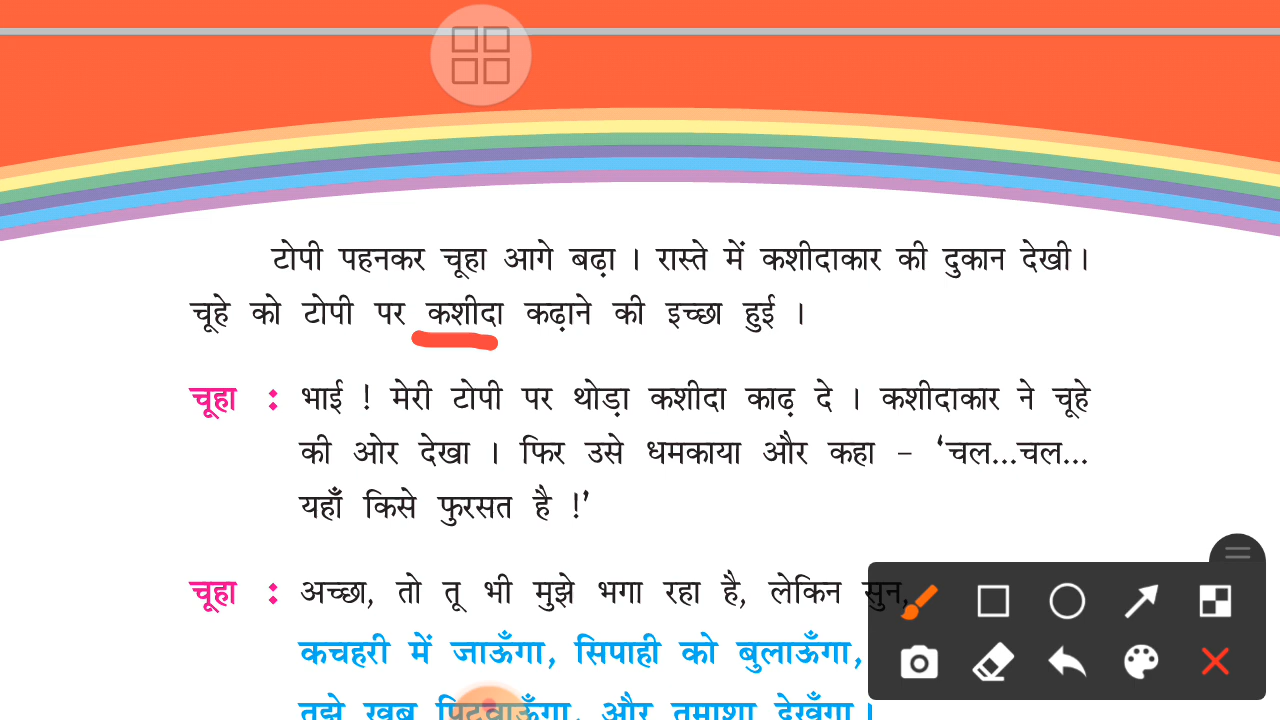 टोपी पहनकर चूहा आगे बढ़ा । रास्ते में कशीदाकार की दुकान देखी।
चूहे को टोपी पर कशीदा कढ़ाने की इच्छा हुई ।
चूहा : भाई ! मेरी टोपी पर थोड़ा कशीदा काढ़ दे । कशीदाकार ने चूहे
की ओर देखा । फिर उसे धमकाया और कहा – ‘चल...चल...
यहाँ किसे फुरसत है !’
चूहा : अच्छा, तो तू भी मुझे भगा रहा है, लेकिन सुन,
कचहरी में जाऊँगा, सिपाही को बुलाऊँगा,
तुझे खूब पिटवाऊँगा, और तमाशा देखूँगा।